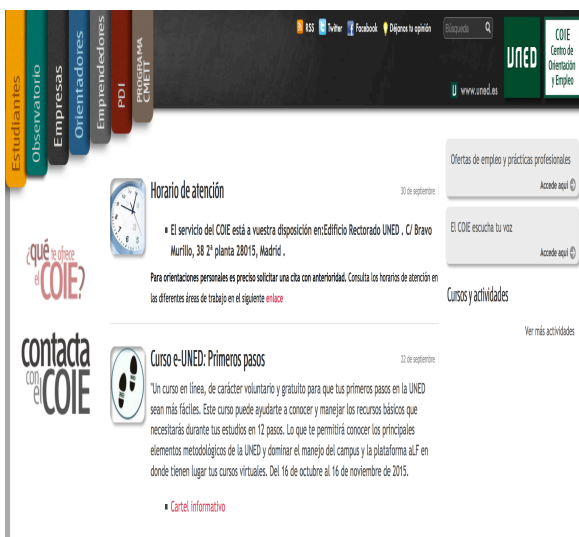 Estudiantes
Observatorio
Empresas
Orientadores
Emprendedores
PDI
PROGRAMA
CMETT
RSS Twitter Facebook Déjanos tu opinión
Búsqueda
U www.uned.es
UNED
COIE
Centro de
Orientación
y Empleo
¿qué te ofrece
el COIE?
contacta
con el COIE
Horario de atención
30 de septiembre
El servicio del COIE está a vuestra disposición en:Edificio Rectorado UNED . C/ Bravo
Murillo, 38 2ª planta 28015, Madrid .
Para orientaciones personales es preciso solicitar una cita con anterioridad. Consulta los horarios de atención en
las diferentes áreas de trabajo en el siguiente enlace
Curso e-UNED: Primeros pasos
22 de septiembre
"Un curso en línea, de carácter voluntario y gratuito para que tus primeros pasos en la UNED
sean más fáciles. Este curso puede ayudarte a conocer y manejar los recursos básicos que
necesitarás durante tus estudios en 12 pasos. Lo que te permitirá conocer los principales
elementos metodológicos de la UNED y dominar el manejo del campus y la plataforma aLF en
donde tienen lugar tus cursos virtuales. Del 16 de octubre al 16 de noviembre de 2015.
Cartel informativo
Ofertas de empleo y prácticas profesionales
Accede aquí
El COIE escucha tu voz
Accede aquí
Cursos y actividades
Ver más actividades